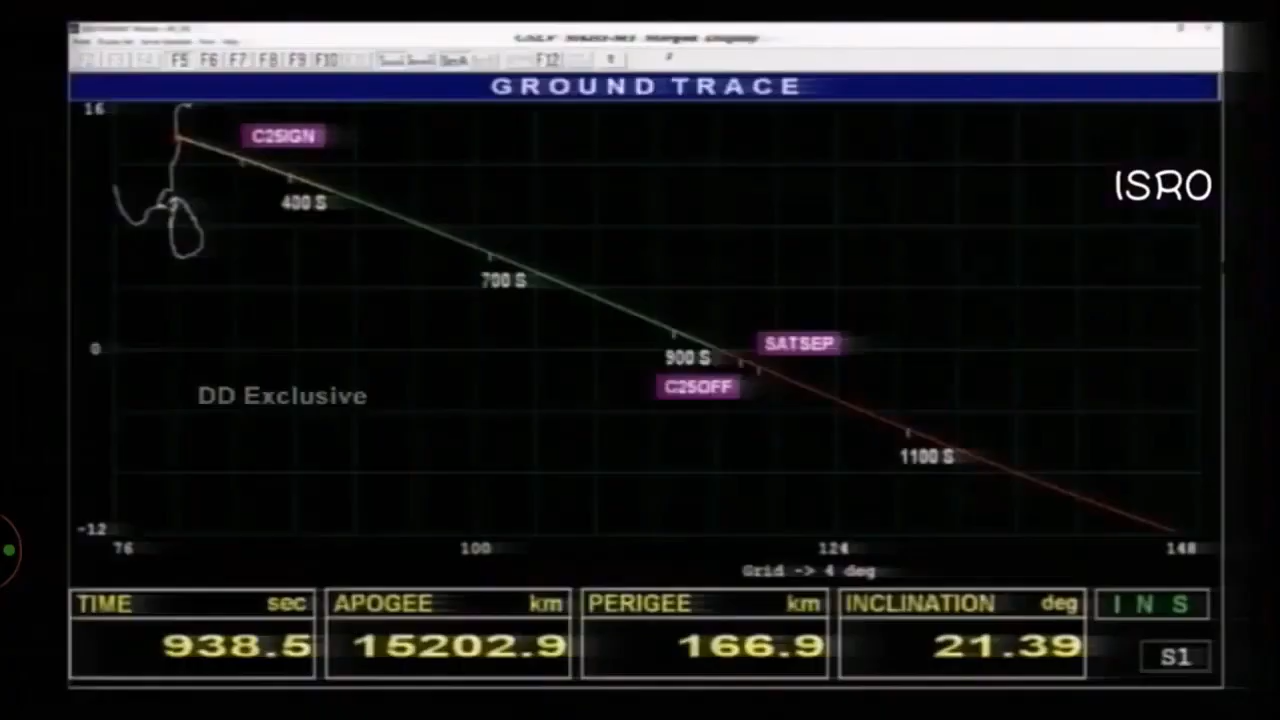 F5 F6 F7 F8 F9 F10 F12
GROUND TRACE
16
C25IGN
ISRO
400 S
700 S
0
SATSEP
900 S
C25OFF
DD Exclusive
1100 S
-12
76 100 124 148
Grid -> 4 deg
TIME sec APOGEE km PERIGEE km INCLINATION deg INS
938.5 15202.9 166.9 21.39 S1